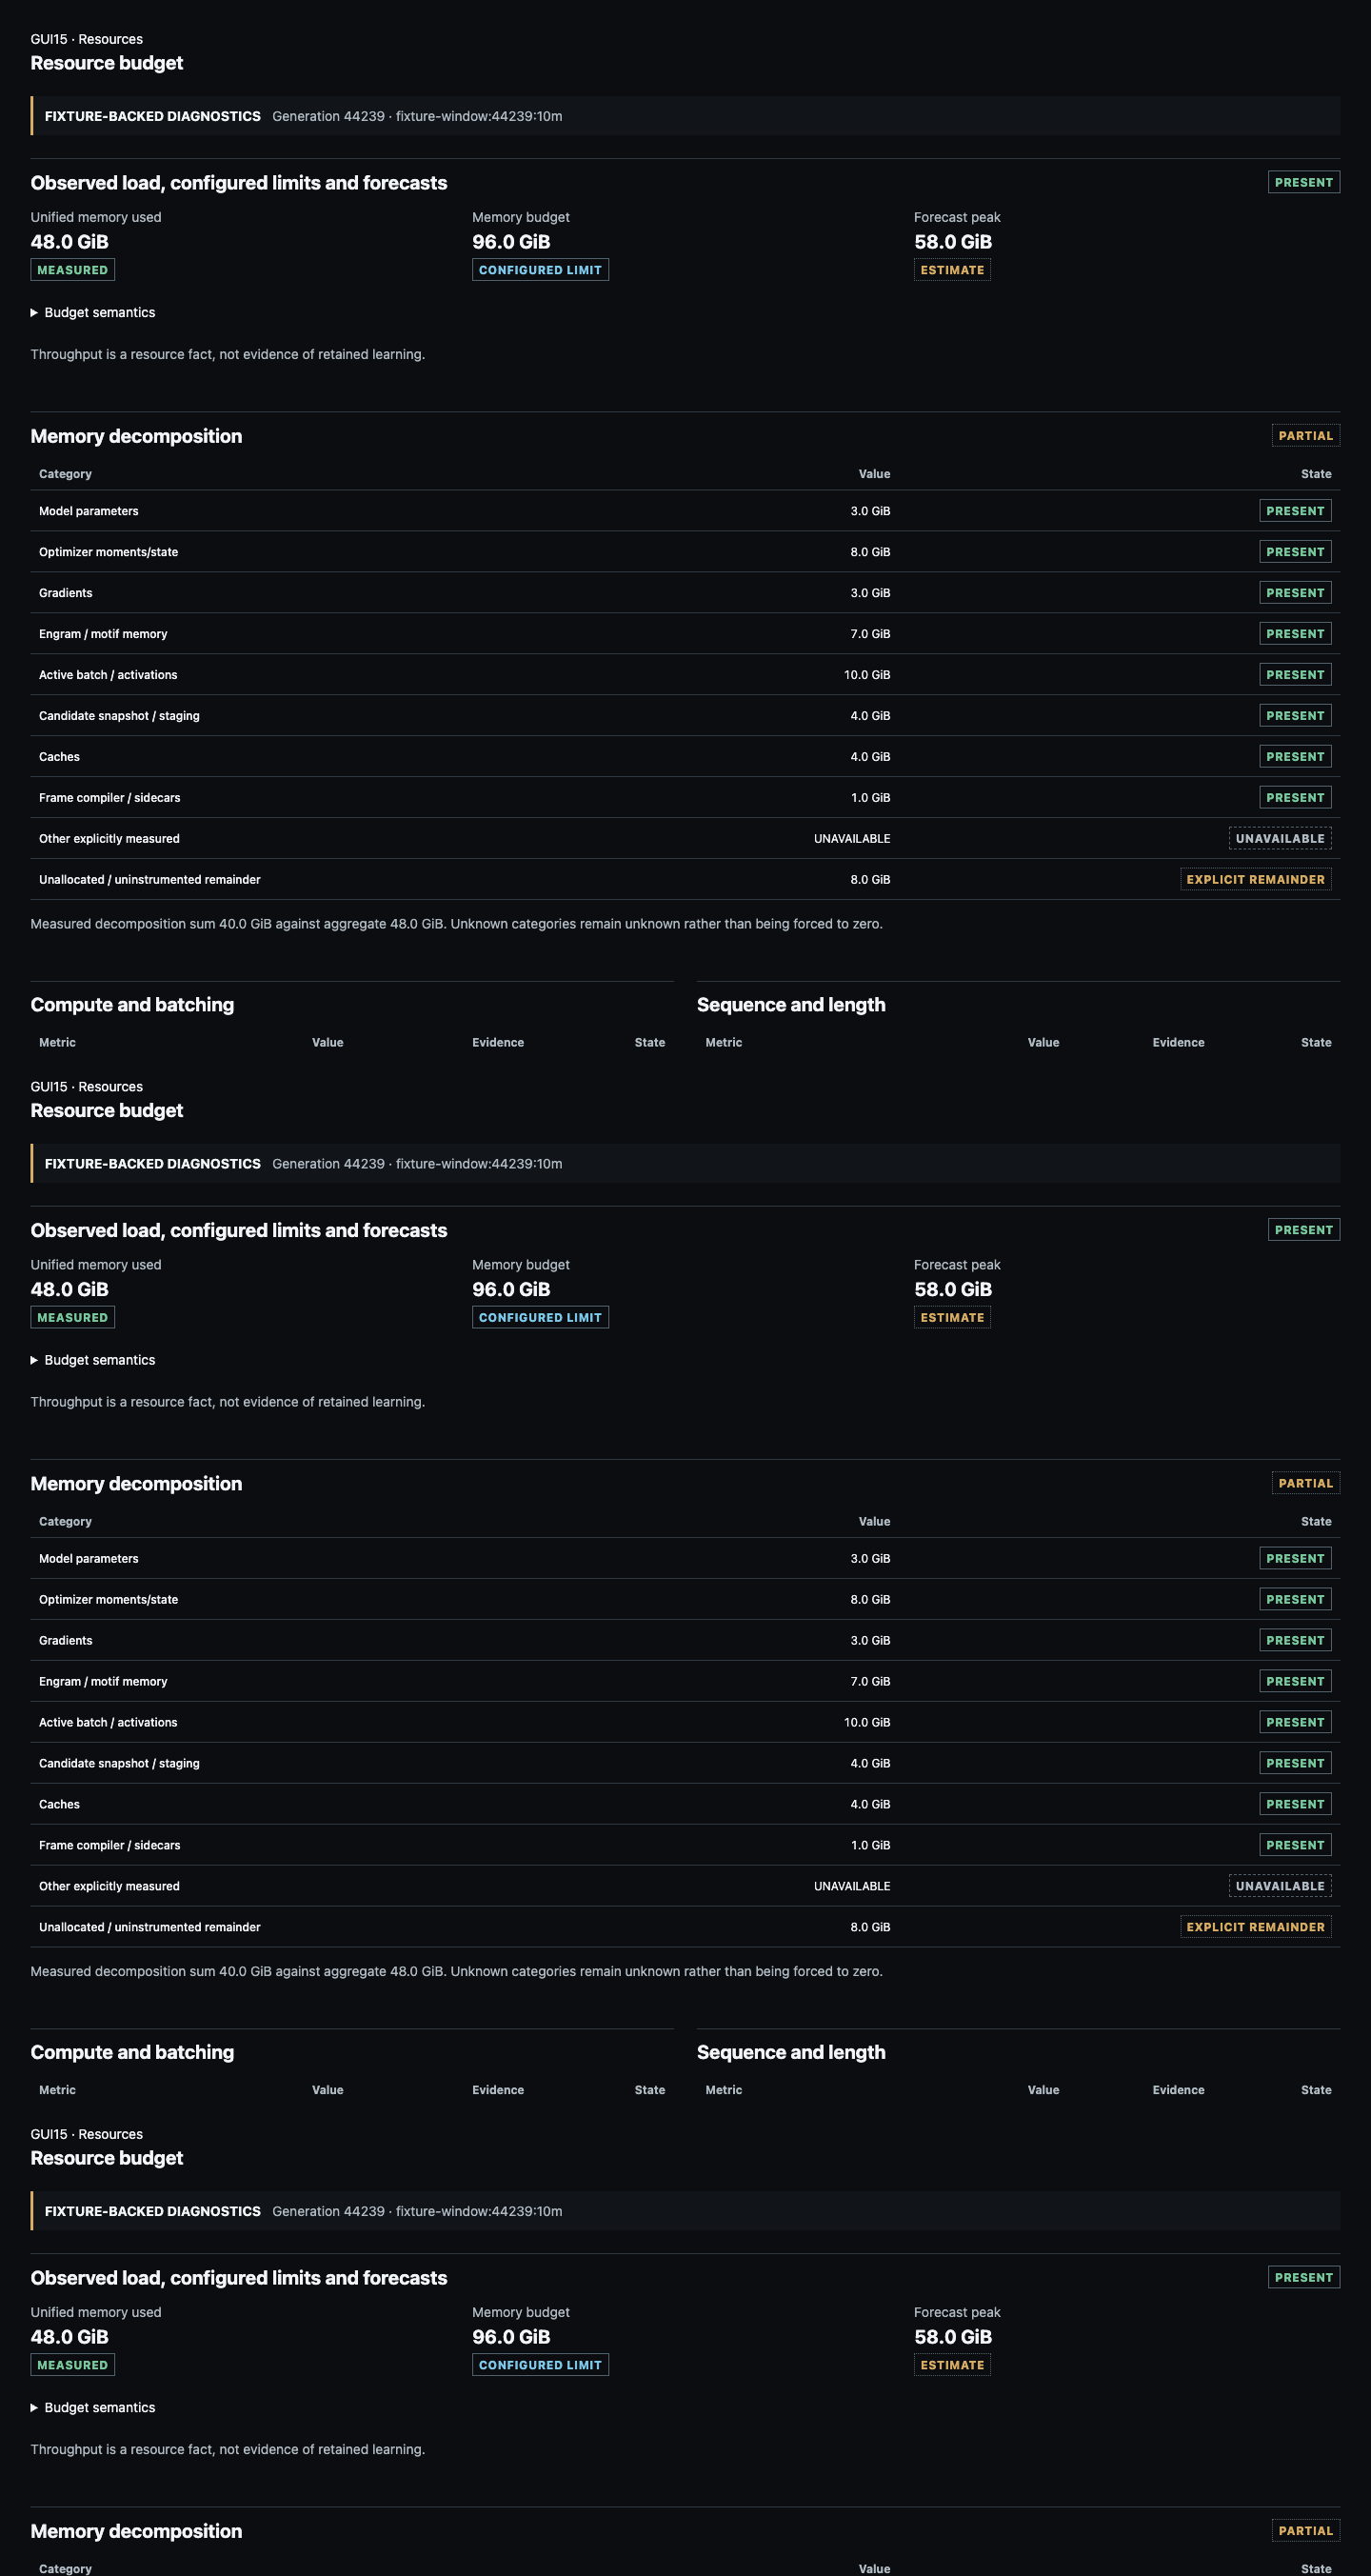 GUI15 · Resources
Resource budget
FIXTURE-BACKED DIAGNOSTICS Generation 44239 · fixture-window:44239:10m
Observed load, configured limits and forecasts PRESENT
Unified memory used Memory budget Forecast peak
48.0 GiB 96.0 GiB 58.0 GiB
MEASURED CONFIGURED LIMIT ESTIMATE
Budget semantics
Throughput is a resource fact, not evidence of retained learning.
Memory decomposition PARTIAL
Category Value State
Model parameters 3.0 GiB PRESENT
Optimizer moments/state 8.0 GiB PRESENT
Gradients 3.0 GiB PRESENT
Engram / motif memory 7.0 GiB PRESENT
Active batch / activations 10.0 GiB PRESENT
Candidate snapshot / staging 4.0 GiB PRESENT
Caches 4.0 GiB PRESENT
Frame compiler / sidecars 1.0 GiB PRESENT
Other explicitly measured UNAVAILABLE UNAVAILABLE
Unallocated / uninstrumented remainder 8.0 GiB EXPLICIT REMAINDER
Measured decomposition sum 40.0 GiB against aggregate 48.0 GiB. Unknown categories remain unknown rather than being forced to zero.
Compute and batching Sequence and length
Metric Value Evidence State Metric Value Evidence State
GUI15 · Resources
Resource budget
FIXTURE-BACKED DIAGNOSTICS Generation 44239 · fixture-window:44239:10m
Observed load, configured limits and forecasts PRESENT
Unified memory used Memory budget Forecast peak
48.0 GiB 96.0 GiB 58.0 GiB
MEASURED CONFIGURED LIMIT ESTIMATE
Budget semantics
Throughput is a resource fact, not evidence of retained learning.
Memory decomposition PARTIAL
Category Value State
Model parameters 3.0 GiB PRESENT
Optimizer moments/state 8.0 GiB PRESENT
Gradients 3.0 GiB PRESENT
Engram / motif memory 7.0 GiB PRESENT
Active batch / activations 10.0 GiB PRESENT
Candidate snapshot / staging 4.0 GiB PRESENT
Caches 4.0 GiB PRESENT
Frame compiler / sidecars 1.0 GiB PRESENT
Other explicitly measured UNAVAILABLE UNAVAILABLE
Unallocated / uninstrumented remainder 8.0 GiB EXPLICIT REMAINDER
Measured decomposition sum 40.0 GiB against aggregate 48.0 GiB. Unknown categories remain unknown rather than being forced to zero.
Compute and batching Sequence and length
Metric Value Evidence State Metric Value Evidence State
GUI15 · Resources
Resource budget
FIXTURE-BACKED DIAGNOSTICS Generation 44239 · fixture-window:44239:10m
Observed load, configured limits and forecasts PRESENT
Unified memory used Memory budget Forecast peak
48.0 GiB 96.0 GiB 58.0 GiB
MEASURED CONFIGURED LIMIT ESTIMATE
Budget semantics
Throughput is a resource fact, not evidence of retained learning.
Memory decomposition PARTIAL
Category Value State